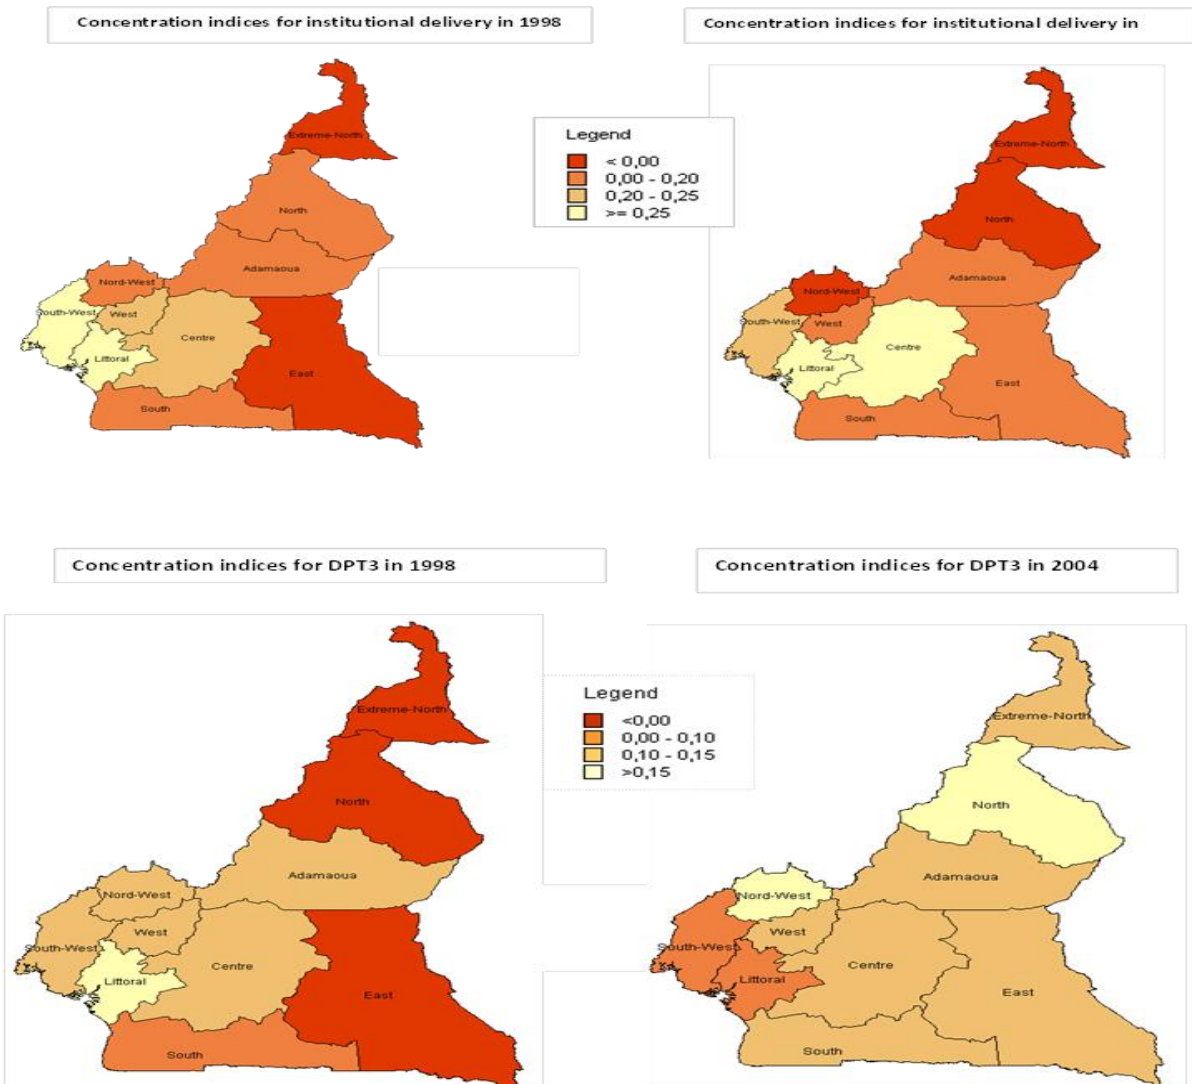 Concentration indices for institutional delivery in 1998
Extreme-North
North
Adamaoua
Nord-West
South-West
West
Centre
Littoral
East
South
Legend
< 0,00
0,00 - 0,20
0,20 - 0,25
>= 0,25
Concentration indices for institutional delivery in
Extreme-North
North
Adamaoua
Nord-West
South-West
West
Centre
Littoral
East
South
Concentration indices for DPT3 in 1998
Extreme-North
North
Adamaoua
Nord-West
West
South-West
Centre
Littoral
East
South
Legend
<0,00
0,00 - 0,10
0,10 - 0,15
>0,15
Concentration indices for DPT3 in 2004
Extreme-North
North
Adamaoua
Nord-West
West
South-West
Centre
Littoral
East
South